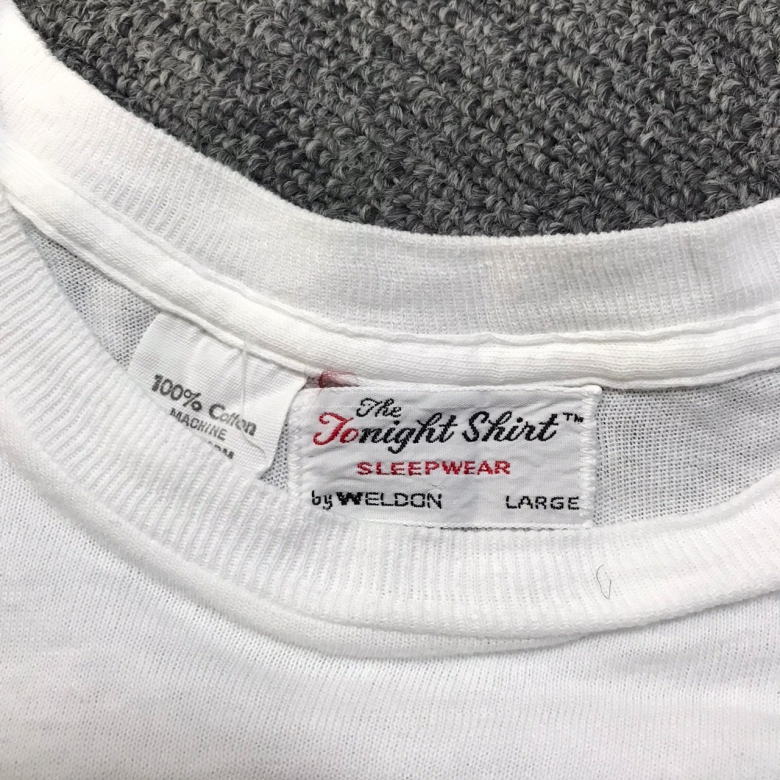 100% Cotton
MACHINE
The
Tonight Shirt™
SLEEPWEAR
by WELDON LARGE